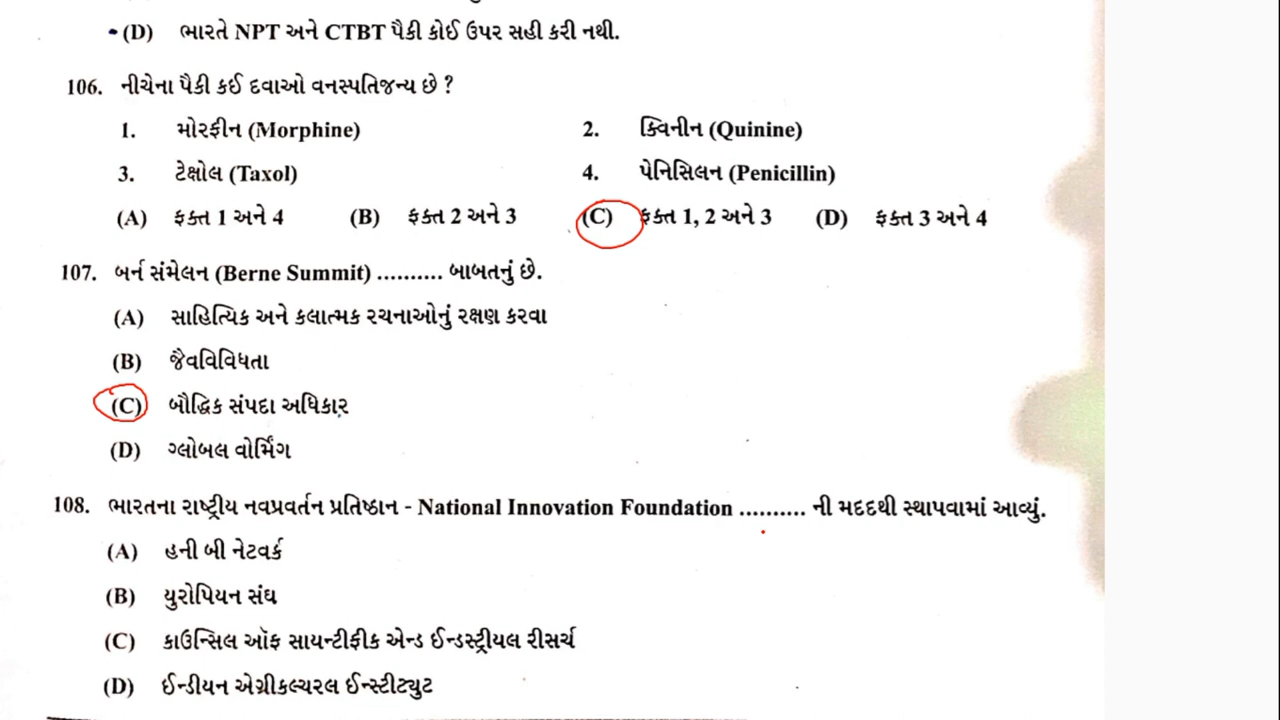 (D) ભારતે NPT અને CTBT પૈકી કોઈ ઉપર સહી કરી નથી.
106. નીચેના પૈકી કઈ દવાઓ વનસ્પતિજન્ય છે ?
1. મોરફીન (Morphine) 2. ક્વિનીન (Quinine)
3. ટેક્ષોલ (Taxol) 4. પેનિસિલન (Penicillin)
(A) ફક્ત 1 અને 4 (B) ફક્ત 2 અને 3 (C) ફક્ત 1, 2 અને 3 (D) ફક્ત 3 અને 4
107. બર્ન સંમેલન (Berne Summit) .......... બાબતનું છે.
(A) સાહિત્યિક અને કલાત્મક રચનાઓનું રક્ષણ કરવા
(B) જૈવવિવિધતા
(C) બૌદ્ધિક સંપદા અધિકાર
(D) ગ્લોબલ વોર્મિંગ
108. ભારતના રાષ્ટ્રીય નવપ્રવર્તન પ્રતિષ્ઠાન - National Innovation Foundation .......... ની મદદથી સ્થાપવામાં આવ્યું.
(A) હની બી નેટવર્ક
(B) યુરોપિયન સંઘ
(C) કાઉન્સિલ ઑફ સાયન્ટીફીક એન્ડ ઈન્ડસ્ટ્રીયલ રીસર્ચ
(D) ઈન્ડીયન એગ્રીકલ્ચરલ ઈન્સ્ટીટ્યુટ